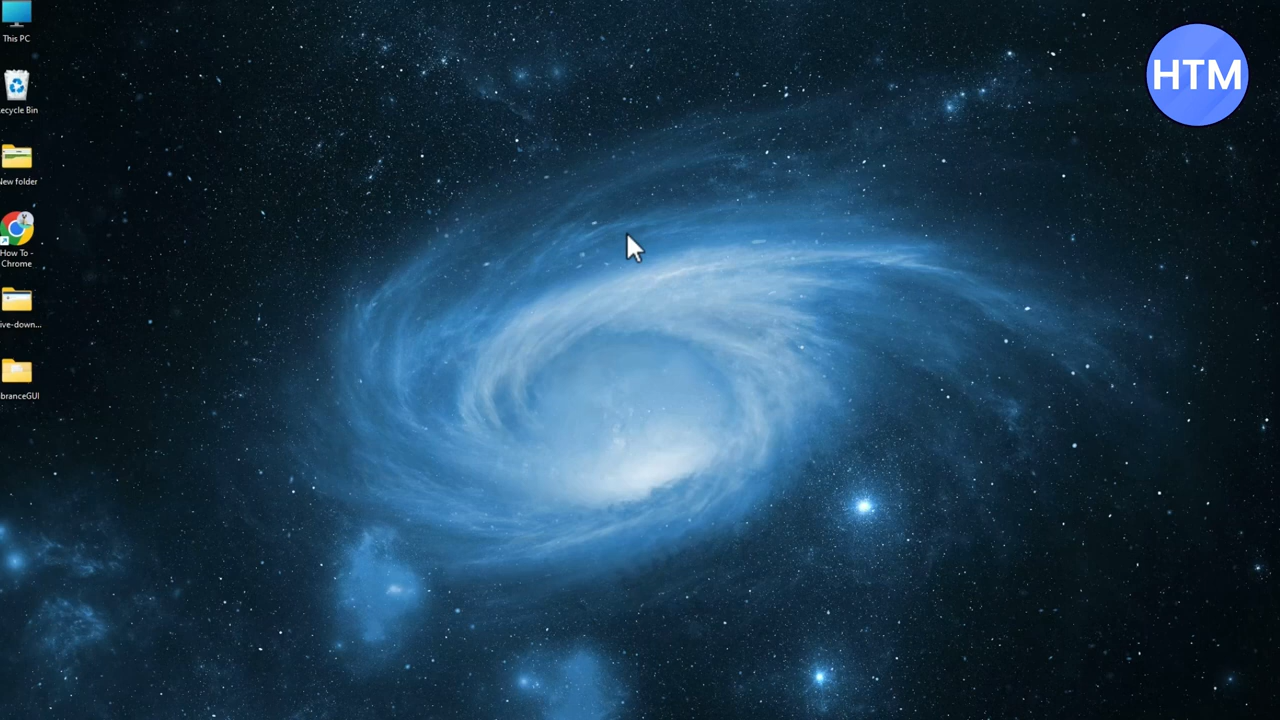 This PC
HTM
ecycle Bin
New folder
How To -
Chrome
ive-down...
branceGUI